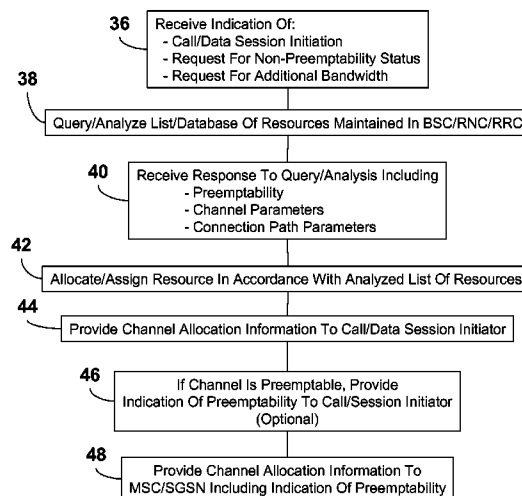 36
Receive Indication Of:
- Call/Data Session Initiation
- Request For Non-Preemptability Status
- Request For Additional Bandwidth
38
Query/Analyze List/Database Of Resources Maintained In BSC/RNC/RRC
40
Receive Response To Query/Analysis Including
- Preemptability
- Channel Parameters
- Connection Path Parameters
42
Allocate/Assign Resource In Accordance With Analyzed List Of Resources
44
Provide Channel Allocation Information To Call/Data Session Initiator
46
If Channel Is Preemptable, Provide
Indication Of Preemptability To Call/Session Initiator
(Optional)
48
Provide Channel Allocation Information To
MSC/SGSN Including Indication Of Preemptability